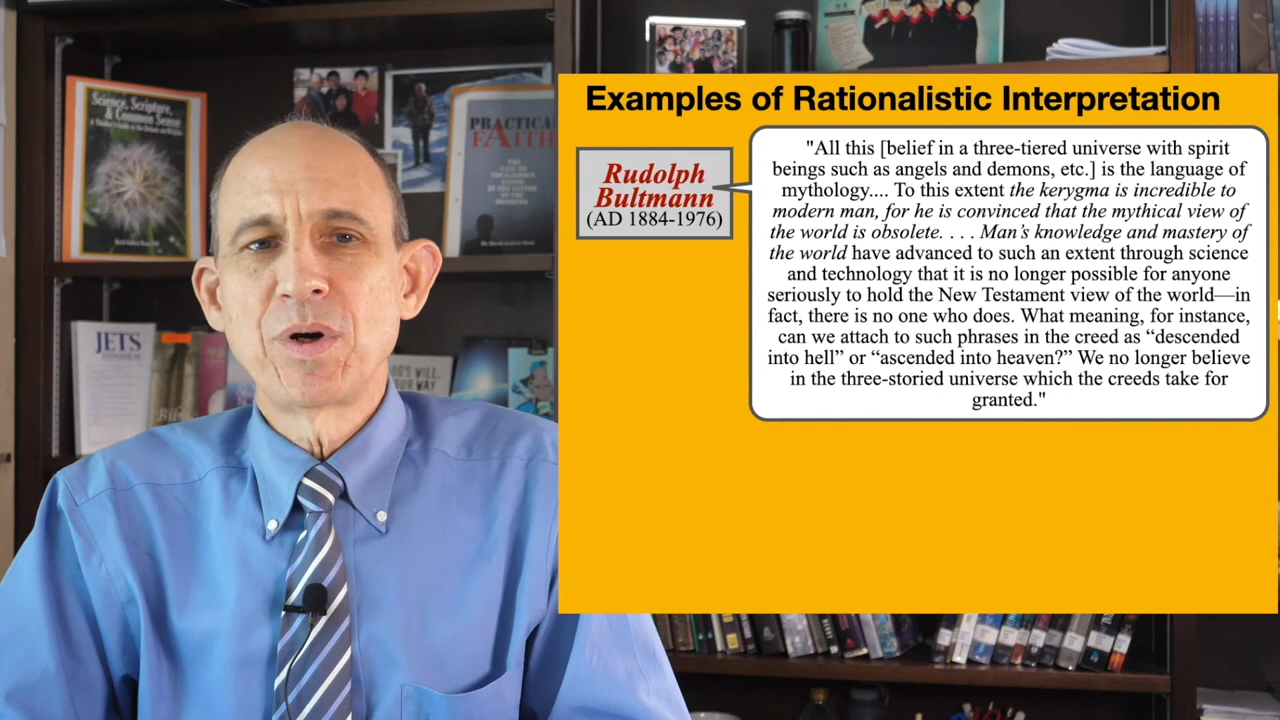 Science, Scripture,
& Common Sense
PRACTICAL
FAITH
JETS
GOD'S WILL,
OUR WAY
Examples of Rationalistic Interpretation
Rudolph
Bultmann
(AD 1884-1976)
"All this [belief in a three-tiered universe with spirit
beings such as angels and demons, etc.] is the language of
mythology.... To this extent the kerygma is incredible to
modern man, for he is convinced that the mythical view of
the world is obsolete. . . . Man's knowledge and mastery of
the world have advanced to such an extent through science
and technology that it is no longer possible for anyone
seriously to hold the New Testament view of the world—in
fact, there is no one who does. What meaning, for instance,
can we attach to such phrases in the creed as “descended
into hell” or “ascended into heaven?” We no longer believe
in the three-storied universe which the creeds take for
granted."